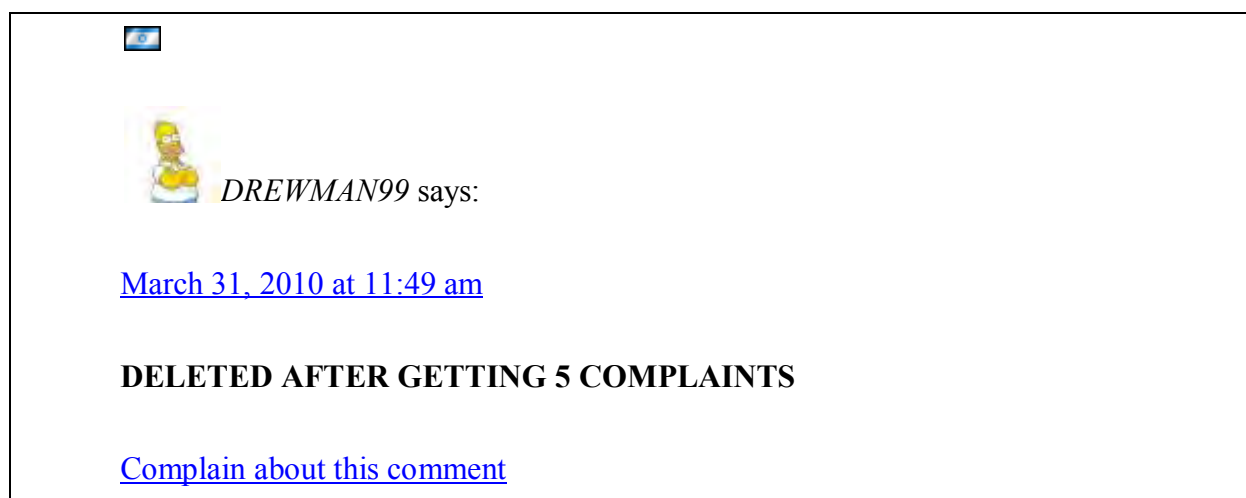 DREWMAN99 says:
March 31, 2010 at 11:49 am
DELETED AFTER GETTING 5 COMPLAINTS
Complain about this comment